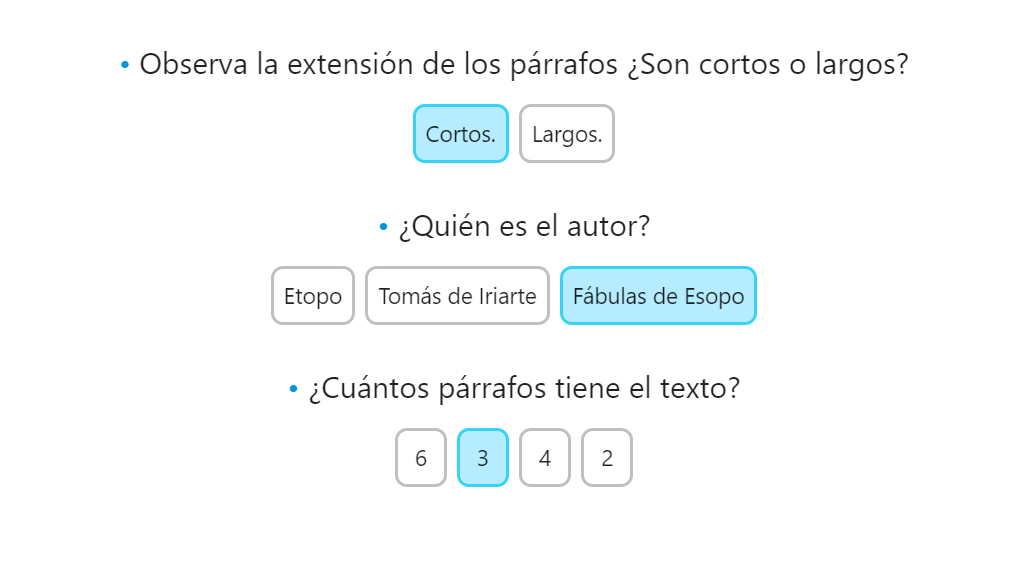 • Observa la extensión de los párrafos ¿Son cortos o largos?
Cortos. Largos.
• ¿Quién es el autor?
Etopo Tomás de Iriarte Fábulas de Esopo
• ¿Cuántos párrafos tiene el texto?
6 3 4 2